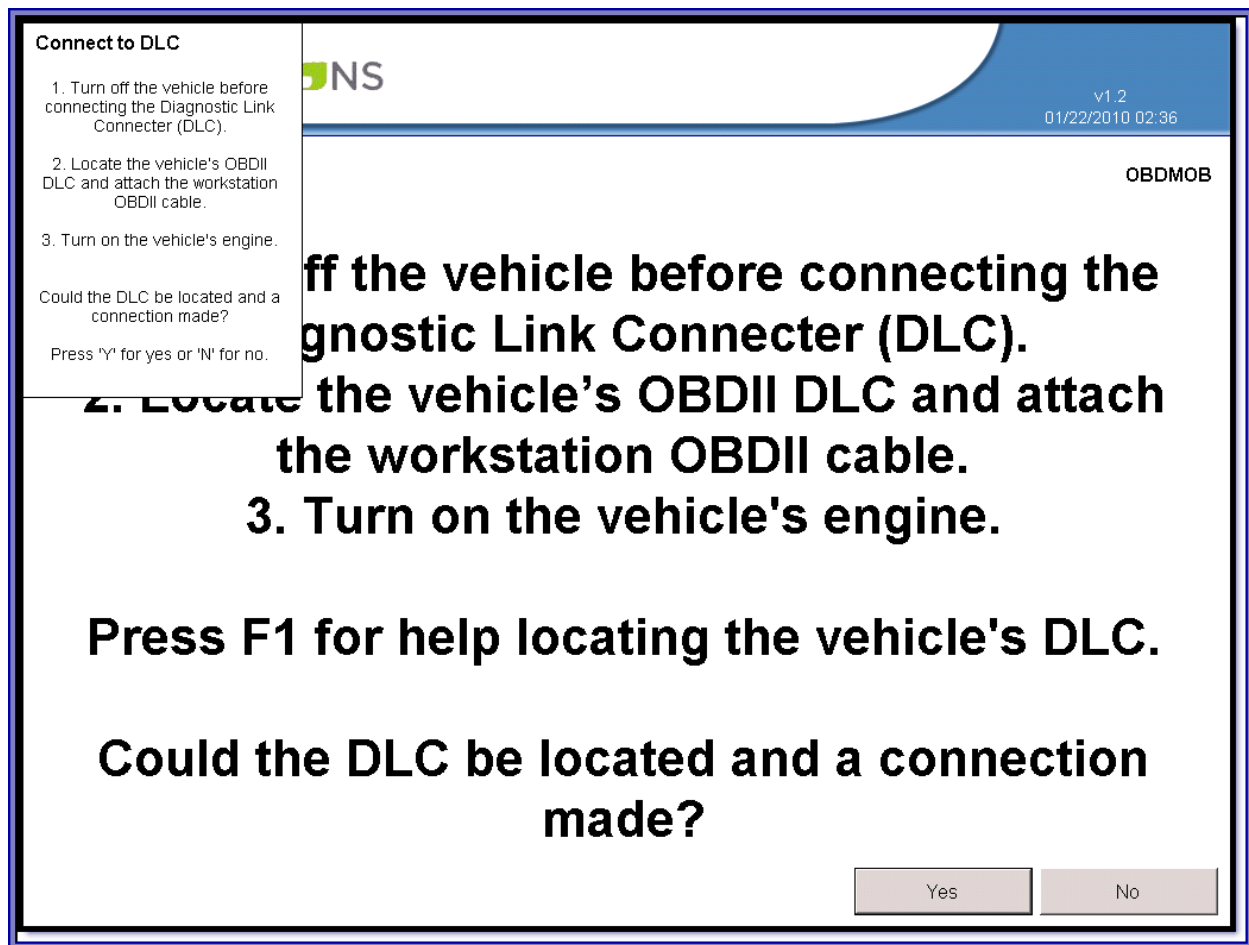 Connect to DLC
1. Turn off the vehicle before
connecting the Diagnostic Link
Connecter (DLC).
2. Locate the vehicle's OBDII
DLC and attach the workstation
OBDII cable.
3. Turn on the vehicle's engine.
Could the DLC be located and a
connection made?
Press 'Y' for yes or 'N' for no.
NS
v1.2
01/22/2010 02:36
OBDMOB
ff the vehicle before connecting the
gnostic Link Connecter (DLC).
2. Locate the vehicle's OBDII DLC and attach
the workstation OBDII cable.
3. Turn on the vehicle's engine.
Press F1 for help locating the vehicle's DLC.
Could the DLC be located and a connection
made?
Yes
No